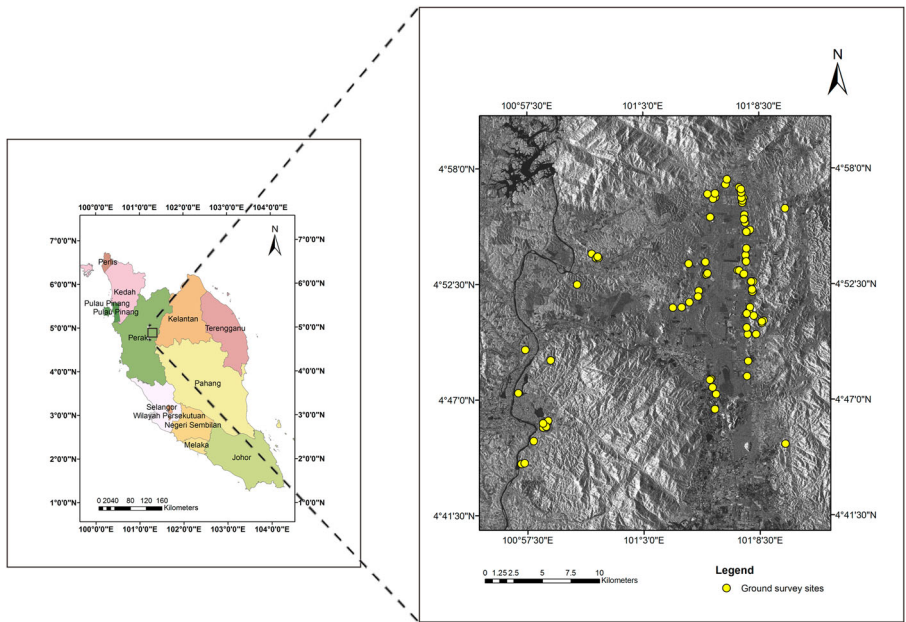 N
100°0'0"E 101°0'0"E 102°0'0"E 103°0'0"E 104°0'0"E
7°0'0"N
6°0'0"N
5°0'0"N
4°0'0"N
3°0'0"N
2°0'0"N
1°0'0"N
7°0'0"N
6°0'0"N
5°0'0"N
4°0'0"N
3°0'0"N
2°0'0"N
1°0'0"N
Perlis
Kedah
Pulau Pinang
Pulau Pinang
Perak
Kelantan
Terengganu
Pahang
Selangor
Wilayah Persekutuan
Negeri Sembilan
Melaka
Johor
0 20 40 80 120 160
Kilometers
100°0'0"E 101°0'0"E 102°0'0"E 103°0'0"E 104°0'0"E
N
100°57'30"E 101°3'0"E 101°8'30"E
4°58'0"N 4°58'0"N
4°52'30"N 4°52'30"N
4°47'0"N 4°47'0"N
4°41'30"N 4°41'30"N
100°57'30"E 101°3'0"E 101°8'30"E
0 1.25 2.5 5 7.5 10
Kilometers
Legend
Ground survey sites